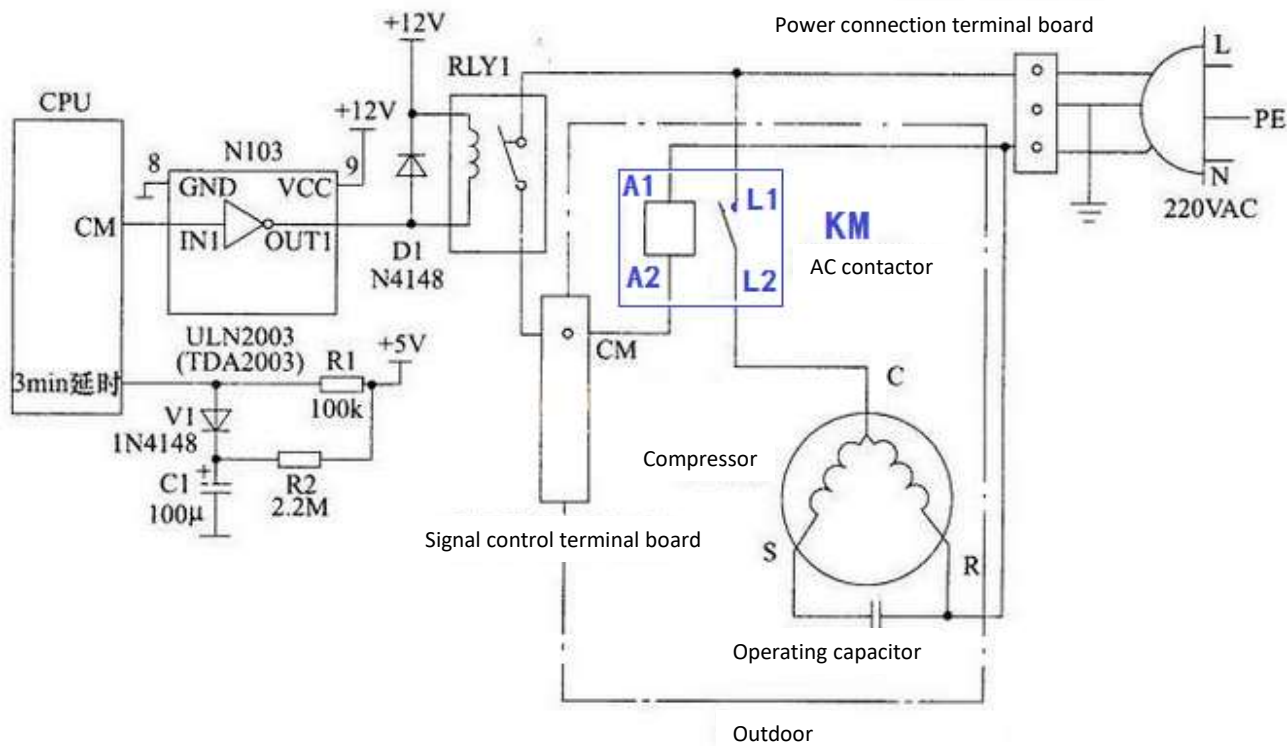 Power connection terminal board
+12V
L
RLY1
CPU
+12V
PE
N103
8
9
GND
VCC
A1
L1
N
CM
KM
220VAC
IN1
OUT1
D1
N4148
A2
L2
AC contactor
ULN2003
(TDA2003)
R1
+5V
CM
3min延时
100k
C
V1
1N4148
Compressor
C1
+
R2
100μ
2.2M
Signal control terminal board
S
R
Operating capacitor
Outdoor